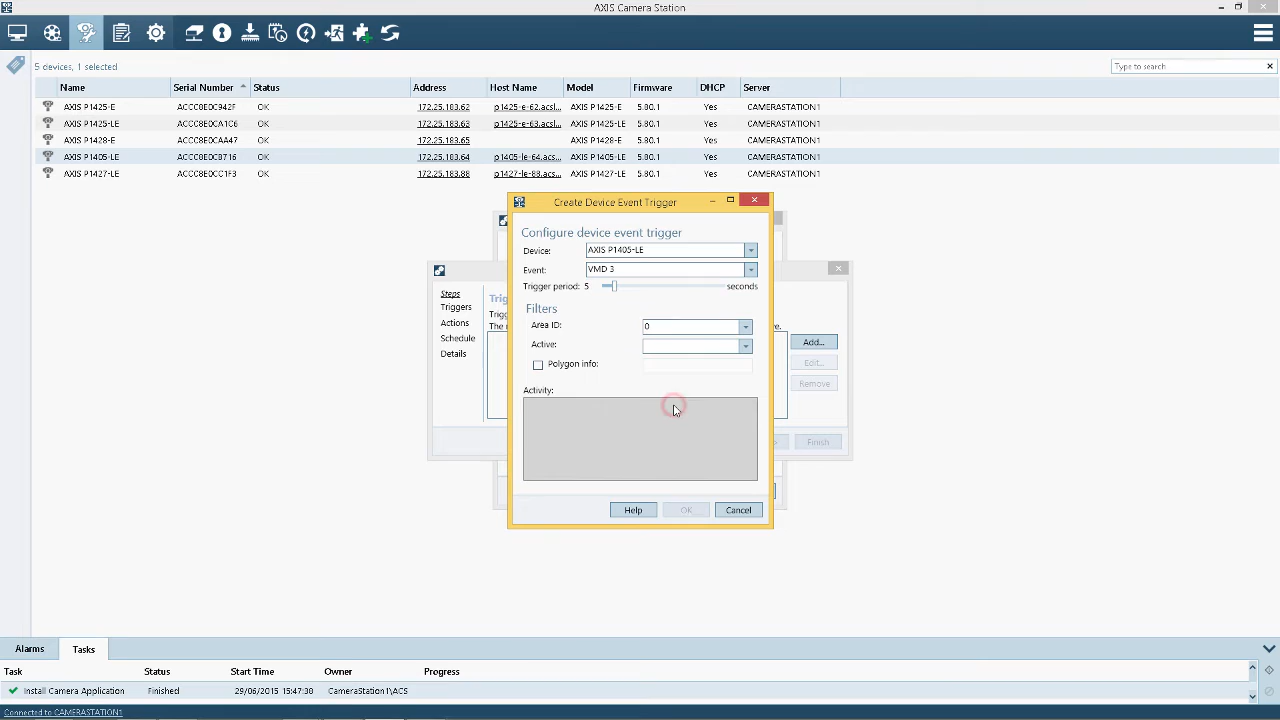 AXIS Camera Station
5 devices, 1 selected
Type to search
Name Serial Number Status Address Host Name Model Firmware DHCP Server
AXIS P1425-E ACCC8E0C942F OK 172.25.183.62 p1425-e-62.acsl... AXIS P1425-E 5.80.1 Yes CAMERASTATION1
AXIS P1425-LE ACCC8E0CA1C6 OK 172.25.183.63 p1425-e-63.acsl... AXIS P1425-LE 5.80.1 Yes CAMERASTATION1
AXIS P1428-E ACCC8E0CAA47 OK 172.25.183.65 AXIS P1428-E 5.80.1 Yes CAMERASTATION1
AXIS P1405-LE ACCC8E0CB716 OK 172.25.183.64 p1405-le-64.acs... AXIS P1405-LE 5.80.1 Yes CAMERASTATION1
AXIS P1427-LE ACCC8E0CC1F3 OK 172.25.183.88 p1427-le-88.acs... AXIS P1427-LE 5.80.1 Yes CAMERASTATION1
Create Device Event Trigger
Configure device event trigger
Device: AXIS P1405-LE
Event: VMD 3
Trigger period: 5 seconds
Filters
Area ID: 0
Active:
Polygon info:
Activity:
Help OK Cancel
Steps
Triggers
Actions
Schedule
Details
Add...
Edit...
Remove
Finish
Alarms Tasks
Task Status Start Time Owner Progress
Install Camera Application Finished 29/06/2015 15:47:38 CameraStation1\ACS
Connected to CAMERASTATION1